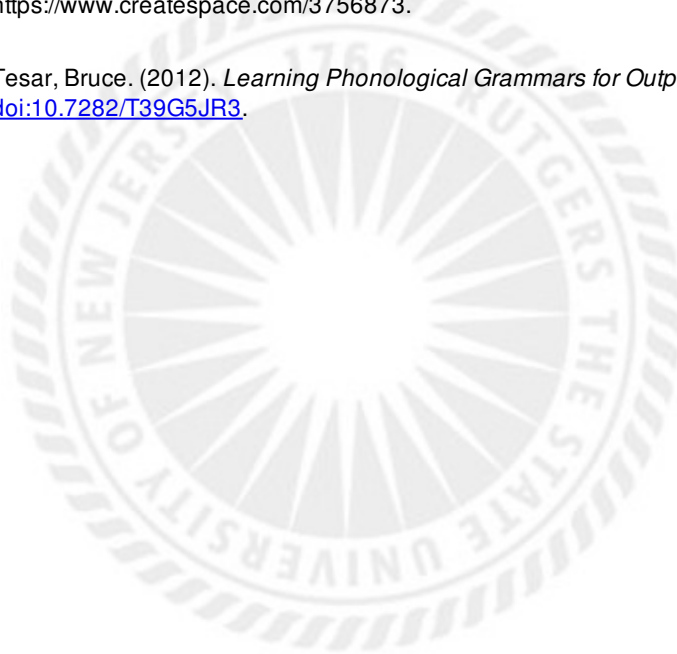 https://www.createspace.com/3756873.
Tesar, Bruce. (2012). Learning Phonological Grammars for Outp
doi:10.7282/T39G5JR3.
RUTGERS THE STATE UNIVERSITY OF NEW JERSEY
1766